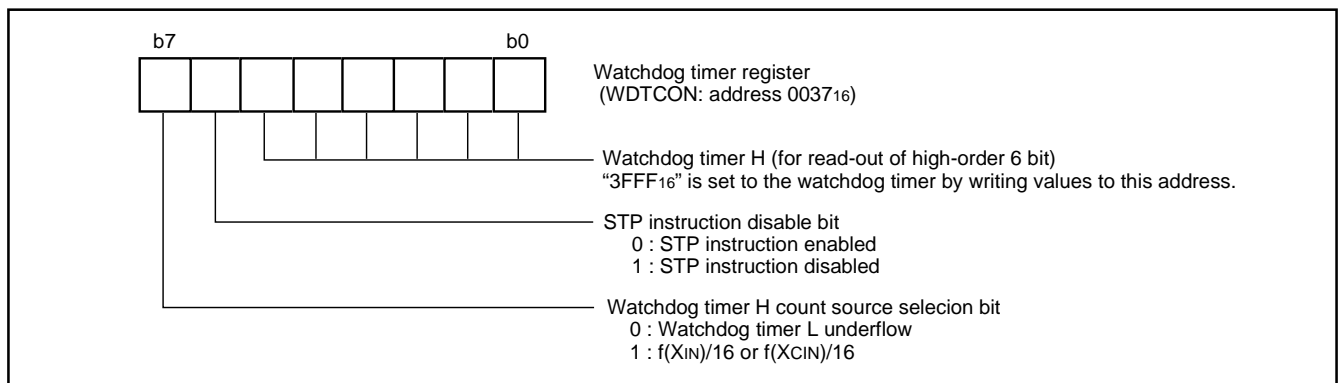 b7 b0
Watchdog timer register
(WDTCON: address 003716)
Watchdog timer H (for read-out of high-order 6 bit)
“3FFF16” is set to the watchdog timer by writing values to this address.
STP instruction disable bit
0 : STP instruction enabled
1 : STP instruction disabled
Watchdog timer H count source selecion bit
0 : Watchdog timer L underflow
1 : f(XIN)/16 or f(XCIN)/16